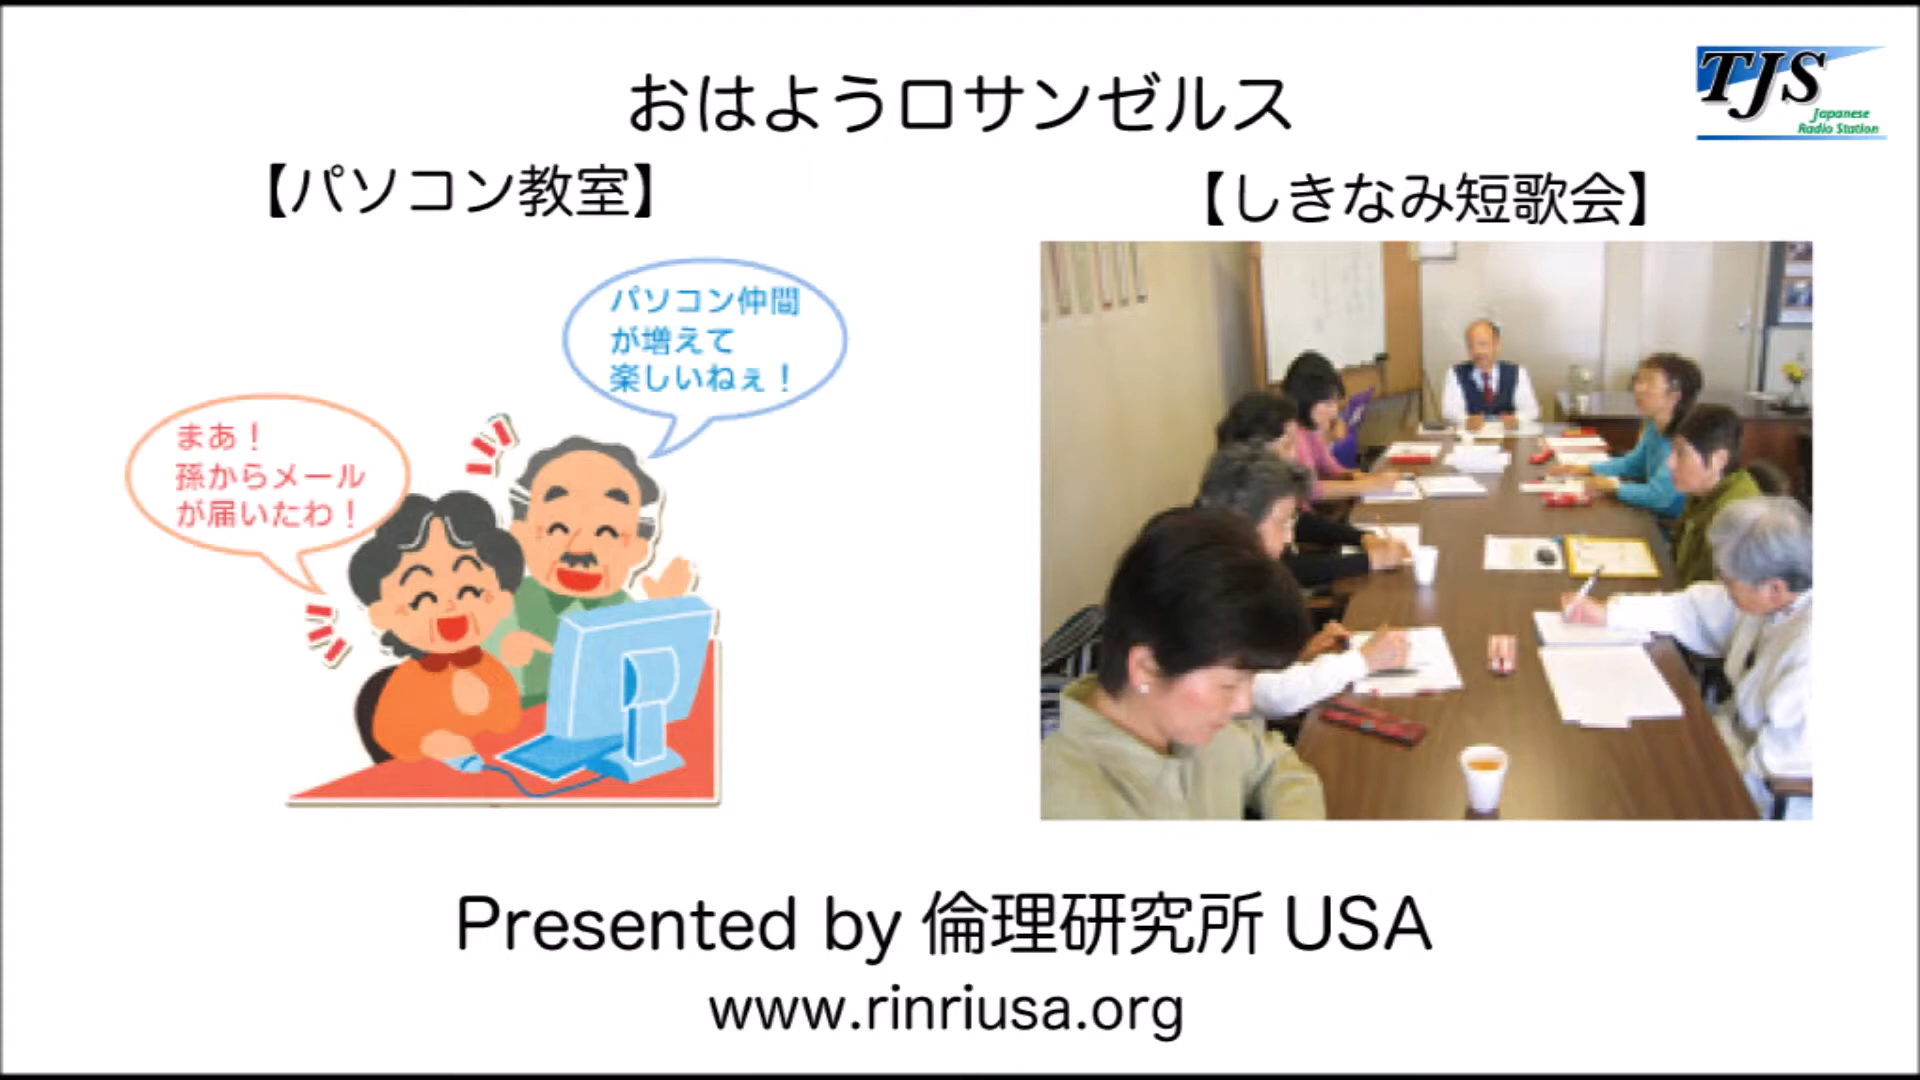 おはようロサンゼルス
TJS
Japanese
Radio Station
【パソコン教室】
【しきなみ短歌会】
パソコン仲間
が増えて
楽しいねぇ！
まあ！
孫からメール
が届いたわ！
Presented by 倫理研究所 USA
www.rinriusa.org